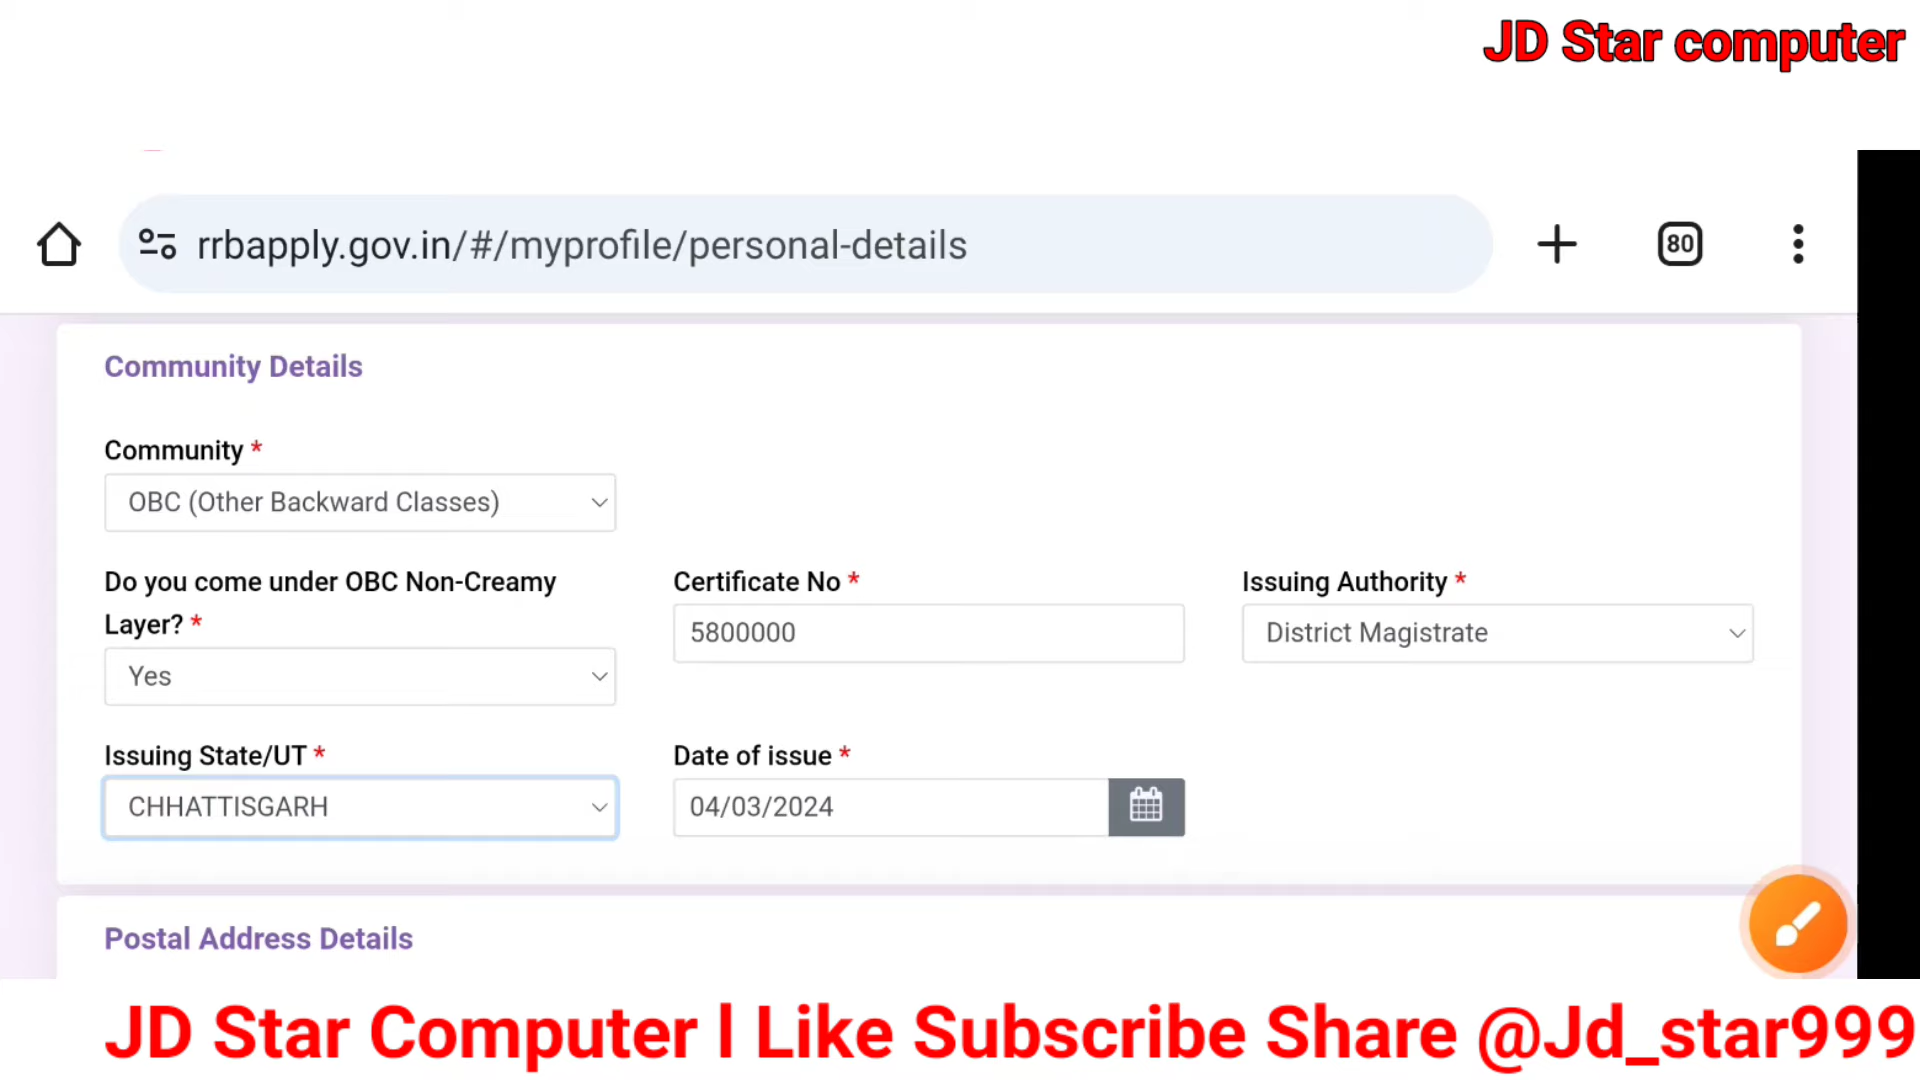 JD Star computer
rrbapply.gov.in/#/myprofile/personal-details
80
Community Details
Community *
OBC (Other Backward Classes)
Do you come under OBC Non-Creamy Layer? *
Yes
Certificate No *
5800000
Issuing Authority *
District Magistrate
Issuing State/UT *
CHHATTISGARH
Date of issue *
04/03/2024
Postal Address Details
JD Star Computer l Like Subscribe Share @Jd_star999